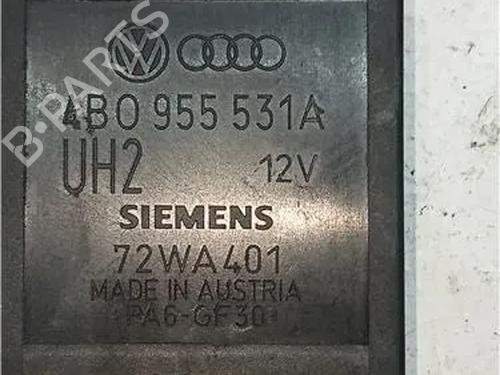 B-PARTS
4B0 955 531A
UH2 12V
SIEMENS
72WA401
MADE IN AUSTRIA
PA6-GF30